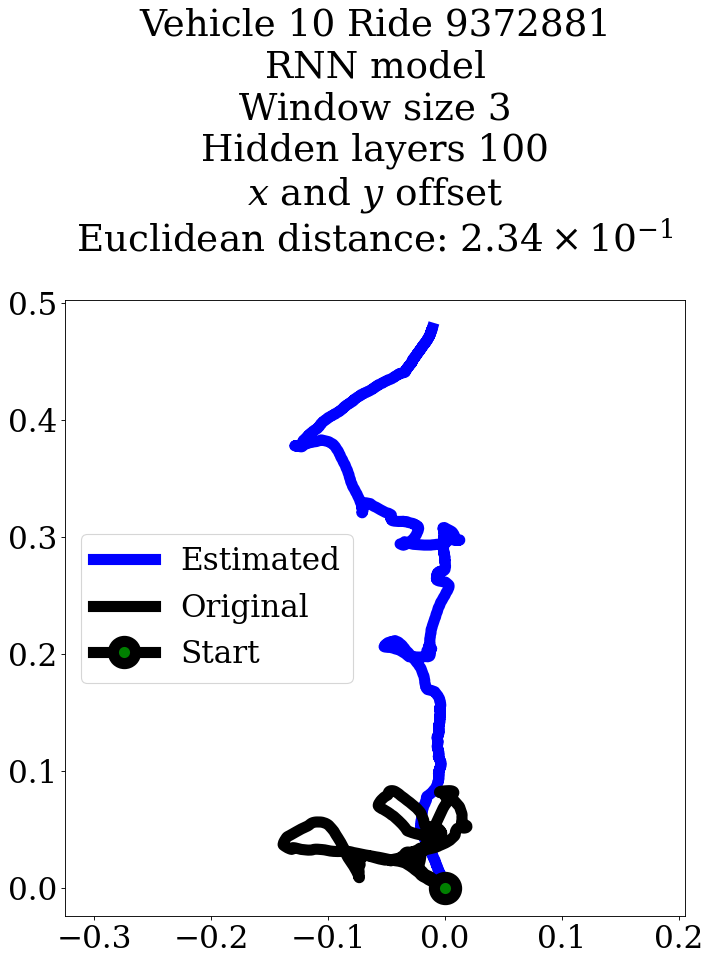 Vehicle 10 Ride 9372881
RNN model
Window size 3
Hidden layers 100
x and y offset
Euclidean distance: 2.34 × 10⁻¹
0.5
0.4
0.3
0.2
0.1
0.0
Estimated
Original
Start
−0.3 −0.2 −0.1 0.0 0.1 0.2